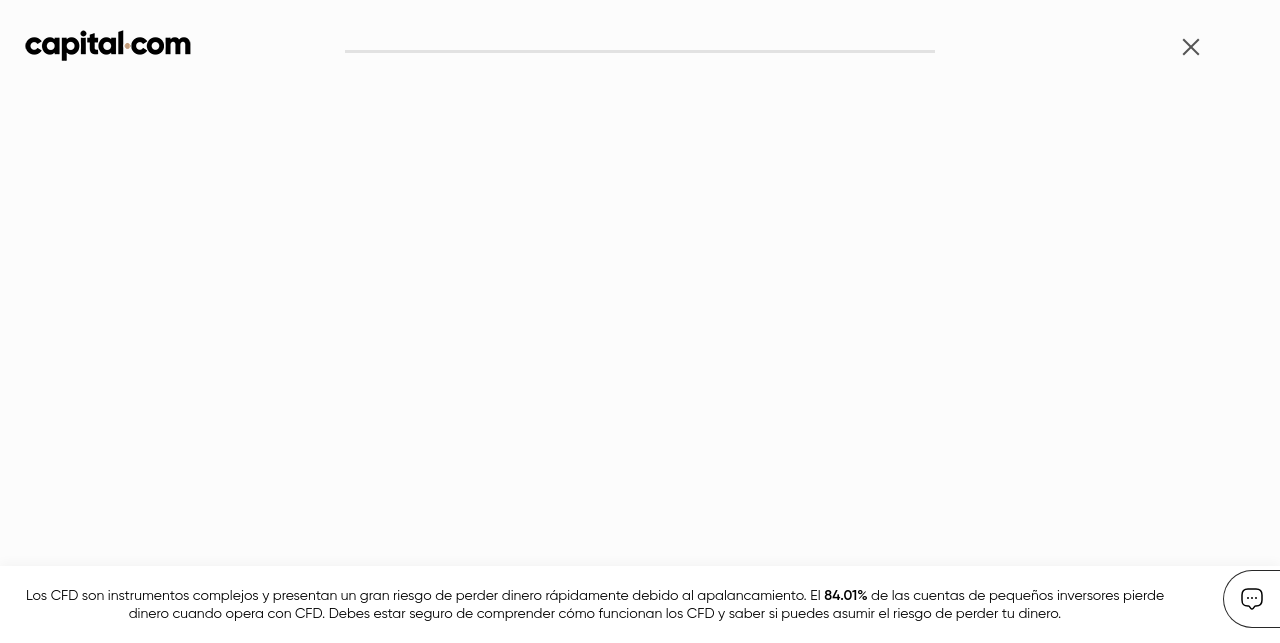 capital.com
Los CFD son instrumentos complejos y presentan un gran riesgo de perder dinero rápidamente debido al apalancamiento. El 84.01% de las cuentas de pequeños inversores pierde
dinero cuando opera con CFD. Debes estar seguro de comprender cómo funcionan los CFD y saber si puedes asumir el riesgo de perder tu dinero.